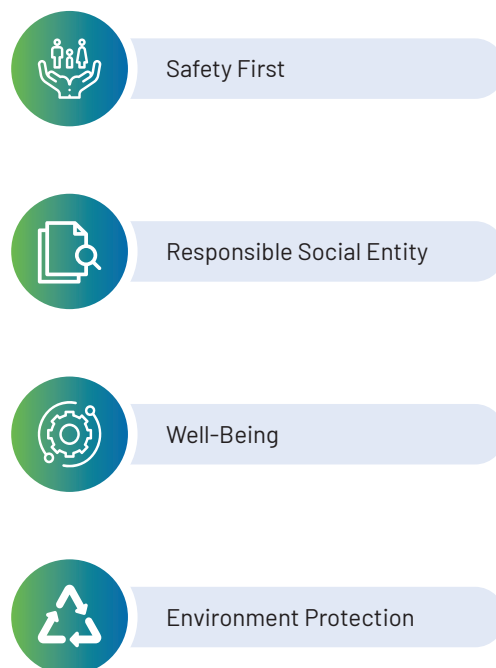 Safety First
Responsible Social Entity
Well-Being
Environment Protection